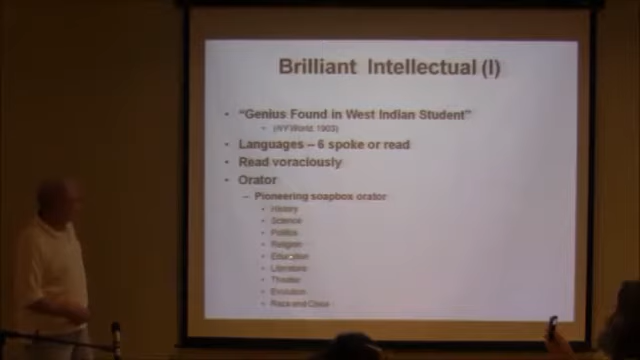 Brilliant Intellectual (I)
• "Genius Found in West Indian Student"
• (NY World, 1903)
• Languages – 6 spoke or read
• Read voraciously
• Orator
– Pioneering soapbox orator
• History
• Science
• Politics
• Religion
• Education
• Literature
• Theater
• Evolution
• Race and Class